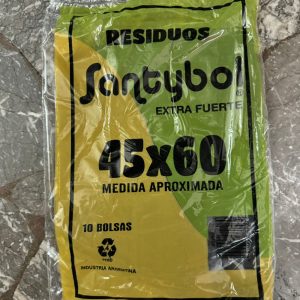 RESIDUOS
Santybol®
EXTRA FUERTE
45x60
MEDIDA APROXIMADA
10 BOLSAS
INDUSTRIA ARGENTINA